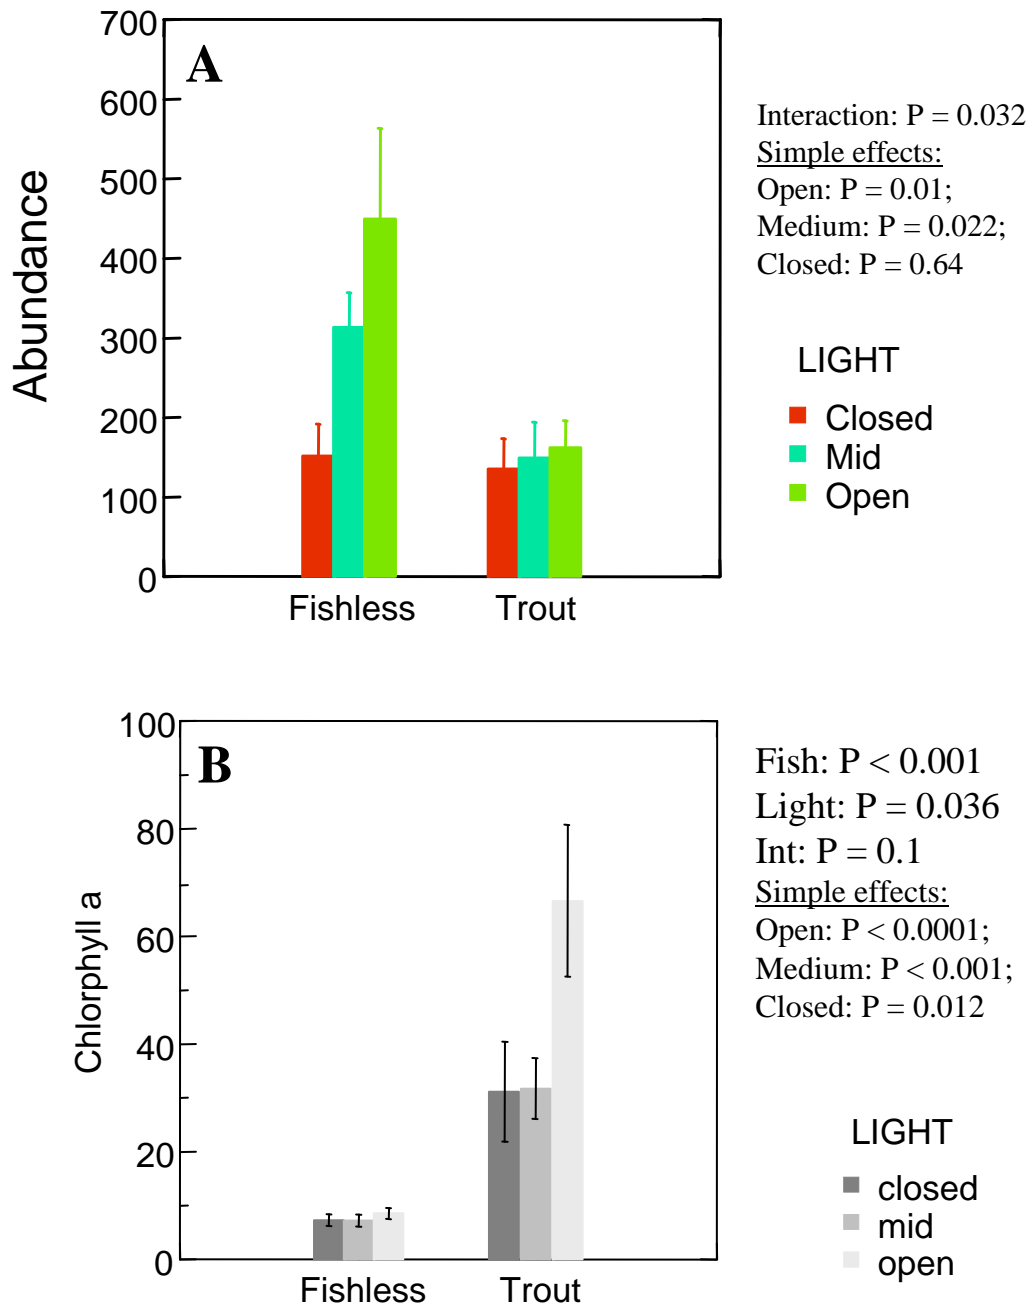 700
600
500
400
300
200
100
0
Abundance
A
Fishless Trout
Interaction: P = 0.032
Simple effects:
Open: P = 0.01;
Medium: P = 0.022;
Closed: P = 0.64
LIGHT
Closed
Mid
Open
100
80
60
40
20
0
Chlorphyll a
B
Fishless Trout
Fish: P < 0.001
Light: P = 0.036
Int: P = 0.1
Simple effects:
Open: P < 0.0001;
Medium: P < 0.001;
Closed: P = 0.012
LIGHT
closed
mid
open